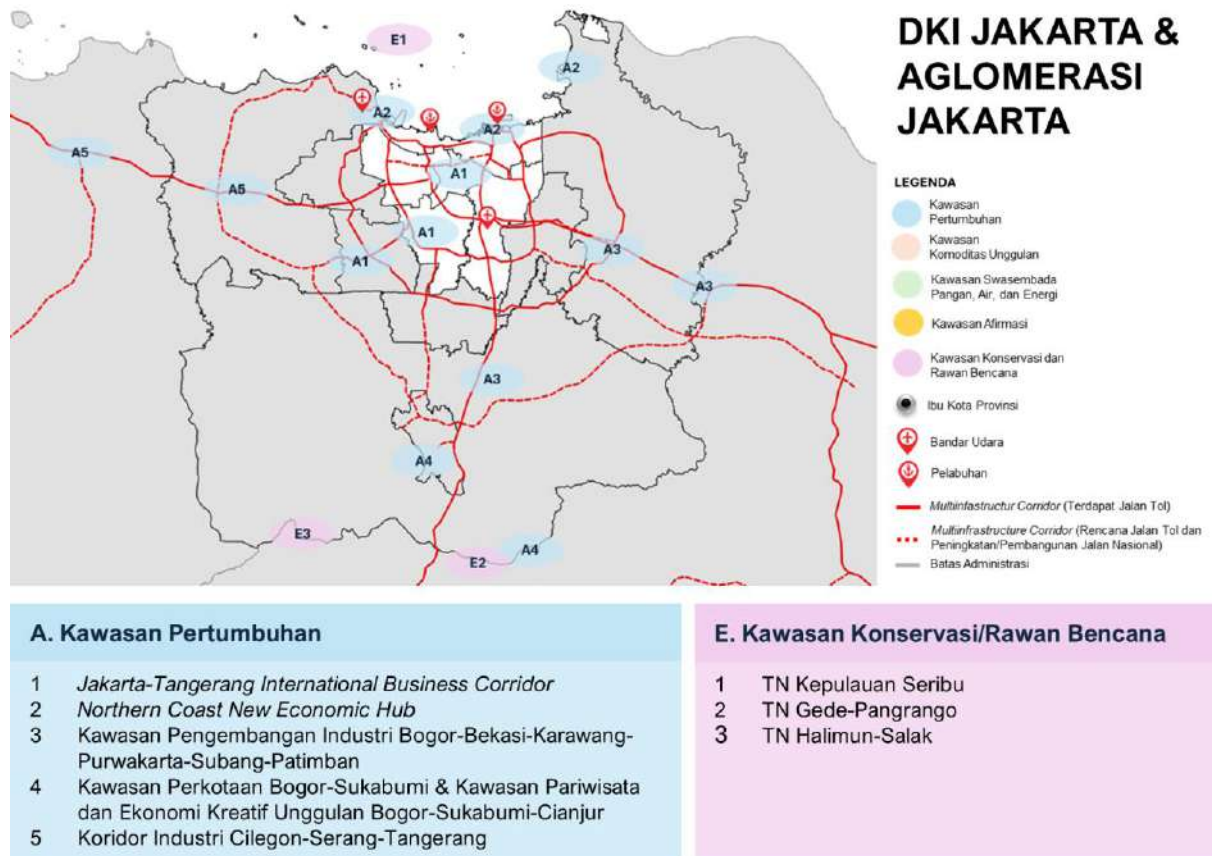 DKI JAKARTA &
AGLOMERASI
JAKARTA
E1
A2
A2
A2
A5
A5
A1
A1
A1
A3
A3
A3
A4
A4
E3
E2
LEGENDA
Kawasan
Pertumbuhan
Kawasan
Komoditas Unggulan
Kawasan Swasembada
Pangan, Air, dan Energi
Kawasan Afirmasi
Kawasan Konservasi dan
Rawan Bencana
Ibu Kota Provinsi
Bandar Udara
Pelabuhan
Multiinfastructur Corridor (Terdapat Jalan Tol)
Multiinfrastructure Corridor (Rencana Jalan Tol dan
Peningkatan/Pembangunan Jalan Nasional)
Batas Administrasi
A. Kawasan Pertumbuhan
1 Jakarta-Tangerang International Business Corridor
2 Northern Coast New Economic Hub
3 Kawasan Pengembangan Industri Bogor-Bekasi-Karawang-
Purwakarta-Subang-Patimban
4 Kawasan Perkotaan Bogor-Sukabumi & Kawasan Pariwisata
dan Ekonomi Kreatif Unggulan Bogor-Sukabumi-Cianjur
5 Koridor Industri Cilegon-Serang-Tangerang
E. Kawasan Konservasi/Rawan Bencana
1 TN Kepulauan Seribu
2 TN Gede-Pangrango
3 TN Halimun-Salak